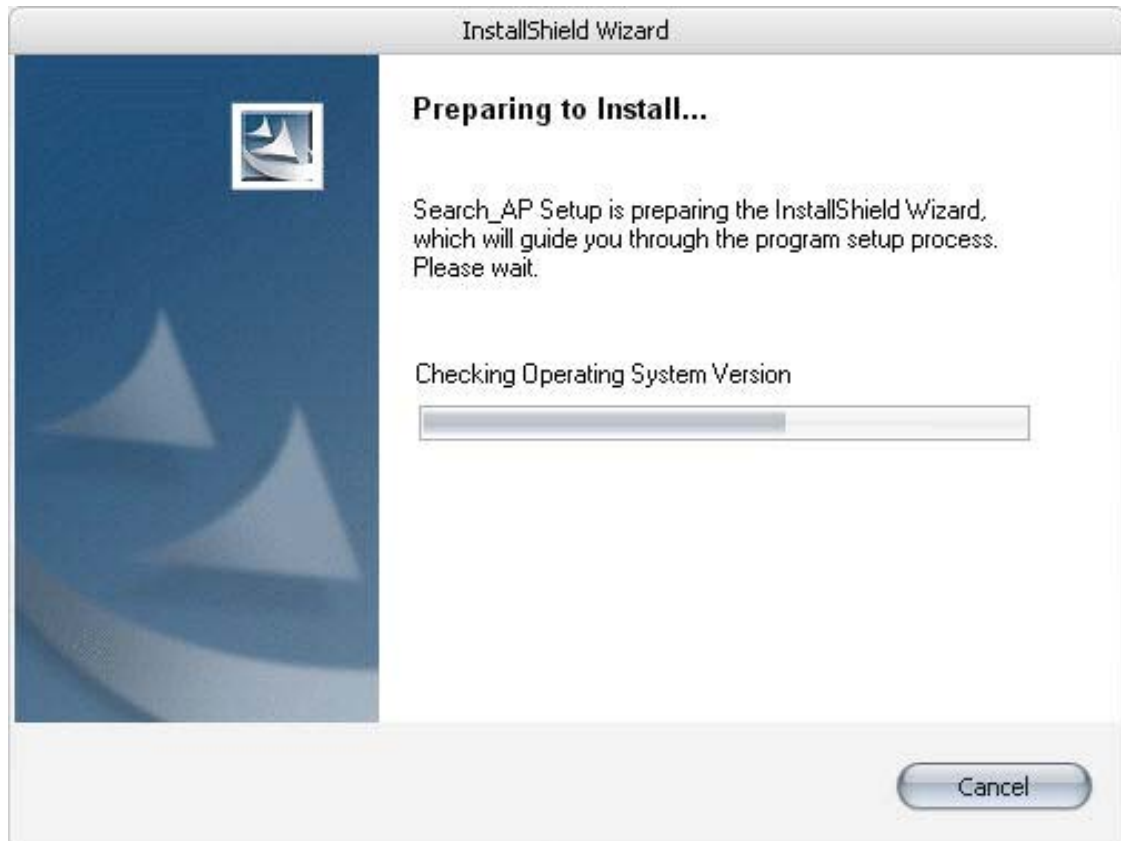 InstallShield Wizard
Preparing to Install...
Search_AP Setup is preparing the InstallShield Wizard,
which will guide you through the program setup process.
Please wait.
Checking Operating System Version
Cancel